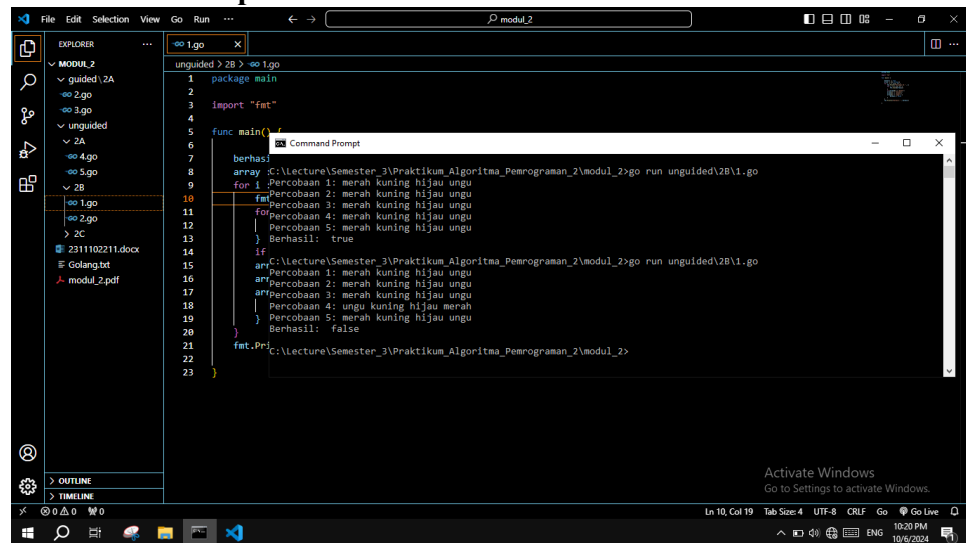 File Edit Selection View Go Run ··· modul_2
EXPLORER ··· 1.go
MODUL_2 unguided > 2B > 1.go
guided\2A
2.go
3.go
unguided
2A
4.go
5.go
2B
1.go
2.go
2C
2311102211.docx
Golang.txt
modul_2.pdf
OUTLINE
TIMELINE
1 package main
2
3 import "fmt"
4
5 func main() {
6
7 berhasi
8 array
9 for i
10 fm
11 for
12
13 }
14 if
15 arr
16 arr
17 arr
18
19 }
20 }
21 fmt.Pri
22
23 }
Command Prompt
C:\Lecture\Semester_3\Praktikum_Algoritma_Pemrograman_2\modul_2>go run unguided\2B\1.go
Percobaan 1: merah kuning hijau ungu
Percobaan 2: merah kuning hijau ungu
Percobaan 3: merah kuning hijau ungu
Percobaan 4: merah kuning hijau ungu
Percobaan 5: merah kuning hijau ungu
Berhasil: true
C:\Lecture\Semester_3\Praktikum_Algoritma_Pemrograman_2\modul_2>go run unguided\2B\1.go
Percobaan 1: merah kuning hijau ungu
Percobaan 2: merah kuning hijau ungu
Percobaan 3: merah kuning hijau ungu
Percobaan 4: ungu kuning hijau merah
Percobaan 5: merah kuning hijau ungu
Berhasil: false
C:\Lecture\Semester_3\Praktikum_Algoritma_Pemrograman_2\modul_2>
Activate Windows
Go to Settings to activate Windows.
0 0 0 Ln 10, Col 19 Tab Size: 4 UTF-8 CRLF Go Go Live
ENG 10:20 PM
10/6/2024